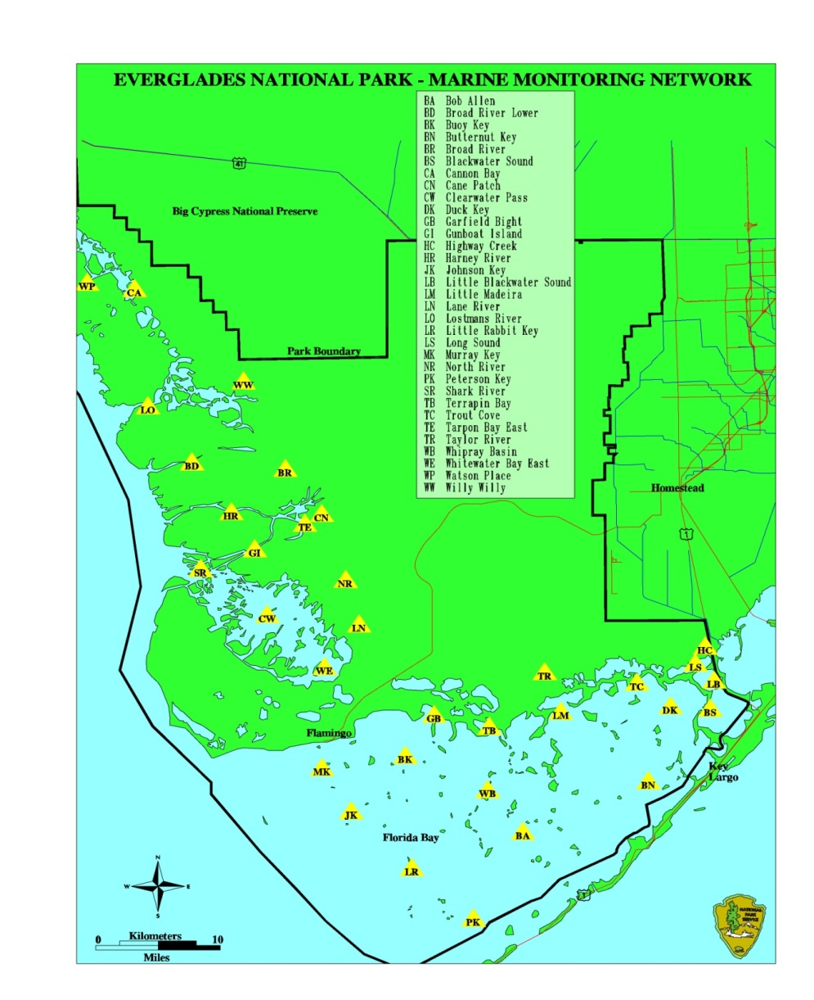 EVERGLADES NATIONAL PARK - MARINE MONITORING NETWORK
BA Bob Allen
BD Broad River Lower
BK Buoy Key
BN Butternut Key
BR Broad River
BS Blackwater Sound
CA Cannon Bay
CN Cane Patch
CW Clearwater Pass
DK Duck Key
GB Garfield Bight
GI Gunboat Island
HC Highway Creek
HR Harney River
JK Johnson Key
LB Little Blackwater Sound
LM Little Madeira
LN Lane River
LO Lostmans River
LR Little Rabbit Key
LS Long Sound
MK Murray Key
NR North River
PK Peterson Key
SR Shark River
TB Terrapin Bay
TC Trout Cove
TE Tarpon Bay East
TR Taylor River
WB Whipray Basin
WE Whitewater Bay East
WP Watson Place
WW Willy Willy
41
Big Cypress National Preserve
WP
CA
Park Boundary
WW
LO
BD
BR
Homestead
HR
CN
TE
1
GI
SR
NR
CW
LN
HC
LS
WE
TR
TC
LB
DK
BS
GB
LM
TB
Flamingo
BK
MK
Key
Largo
BN
WB
JK
BA
Florida Bay
LR
N
W
E
S
1
PK
NATIONAL
PARK
SERVICE
0 Kilometers 10
Miles